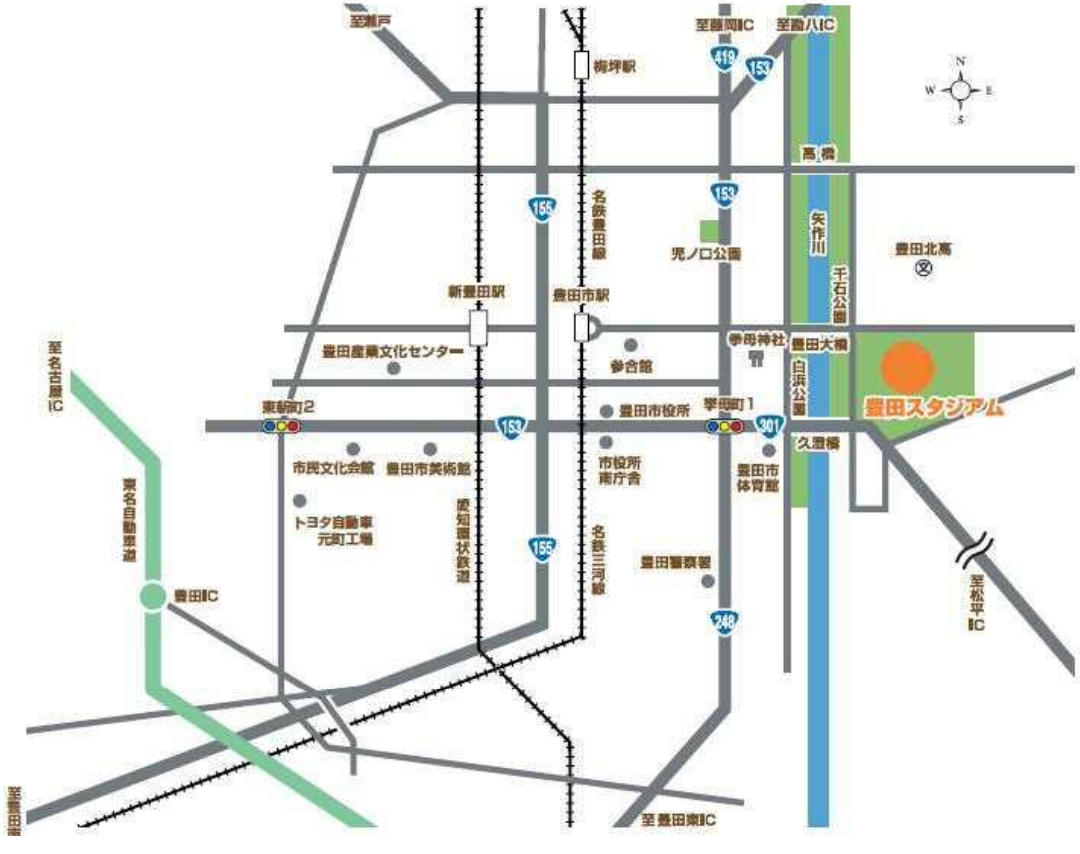 至瀬戸
至藤岡IC
至勘八IC
419
153
梅坪駅
N
W
E
S
高橋
155
名鉄豊田線
153
矢作川
児ノ口公園
豊田北高
文
千石公園
新豊田駅
豊田市駅
挙母神社
豊田大橋
至名古屋IC
豊田産業文化センター
参合館
白浜公園
豊田スタジアム
東新町2
153
豊田市役所
挙母町1
301
久澄橋
市民文化会館
豊田市美術館
市役所
南庁舎
豊田市
体育館
東名自動車道
トヨタ自動車
元町工場
愛知環状鉄道
155
名鉄三河線
豊田警察署
至松平IC
豊田IC
248
至豊田南
至豊田東IC